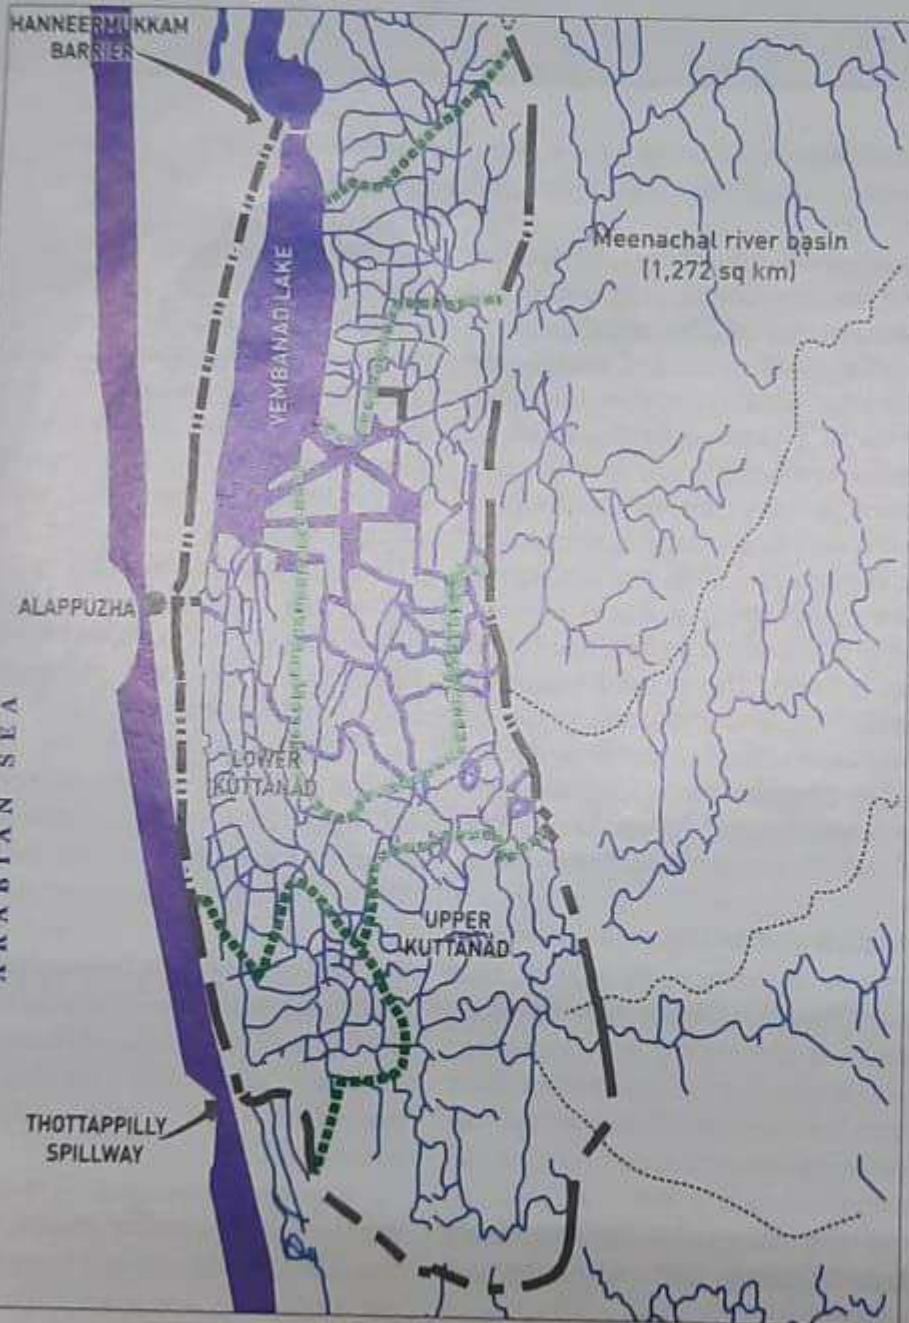 HANNEERMUKKAM
BARRIER
Meenachal river basin
(1,272 sq km)
VEMBANAD LAKE
ALAPPUZHA
ARABIAN SEA
LOWER
KUTTANAD
UPPER
KUTTANAD
THOTTAPPILLY
SPILLWAY